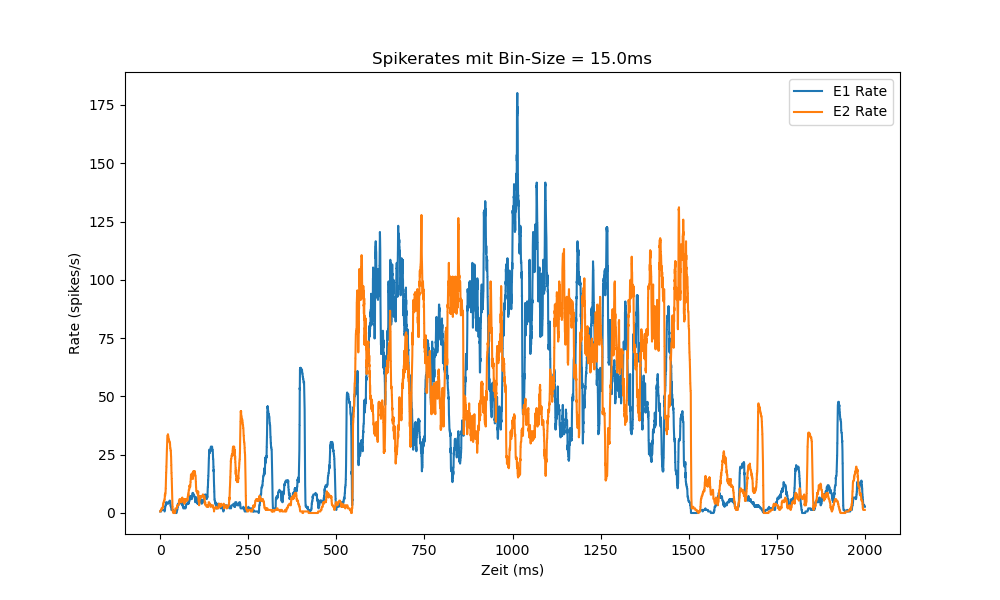 Spikerates mit Bin-Size = 15.0ms
E1 Rate
E2 Rate
175
150
125
100
75
50
25
0
Rate (spikes/s)
0 250 500 750 1000 1250 1500 1750 2000
Zeit (ms)